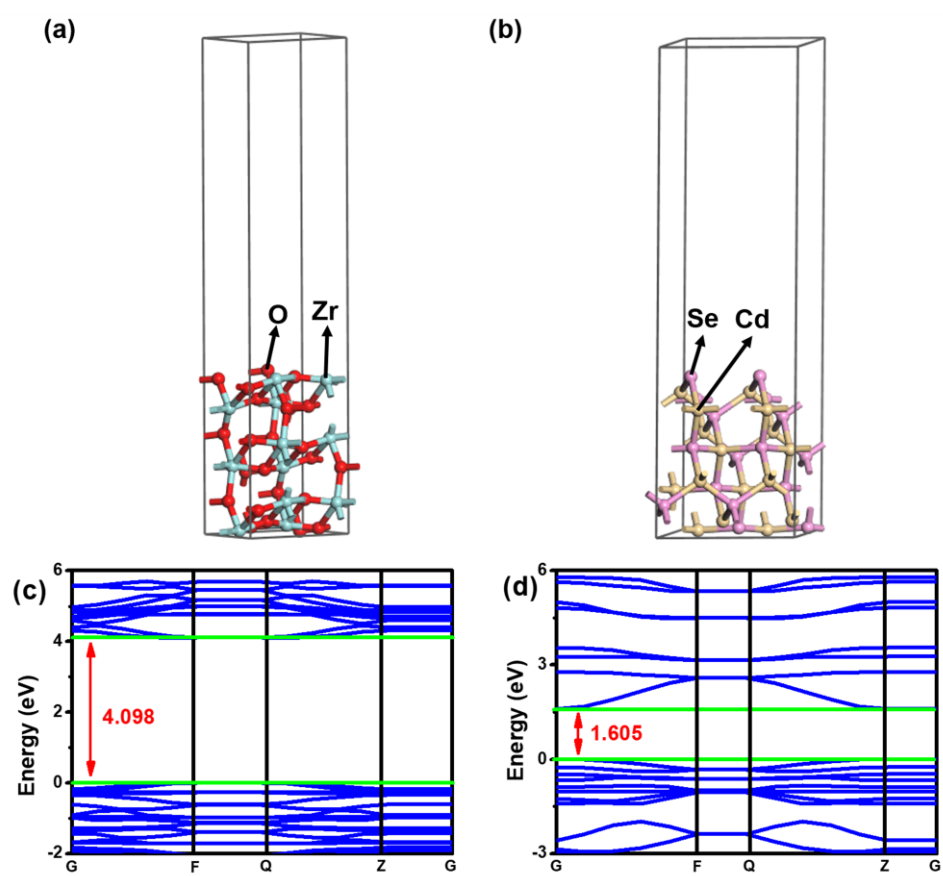 (a)
(b)
O
Zr
Se
Cd
(c)
6
4
2
0
-2
Energy (eV)
4.098
G
F
Q
Z
G
(d)
6
3
0
-3
Energy (eV)
1.605
G
F
Q
Z
G